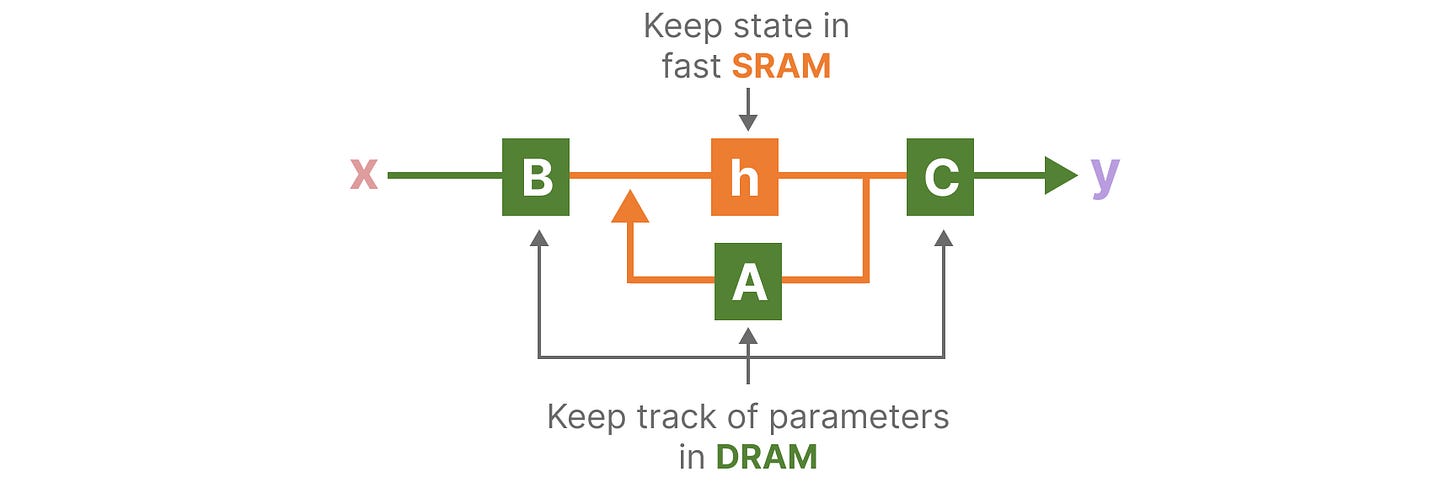 Keep state in
fast SRAM
x
B
h
C
y
A
Keep track of parameters
in DRAM